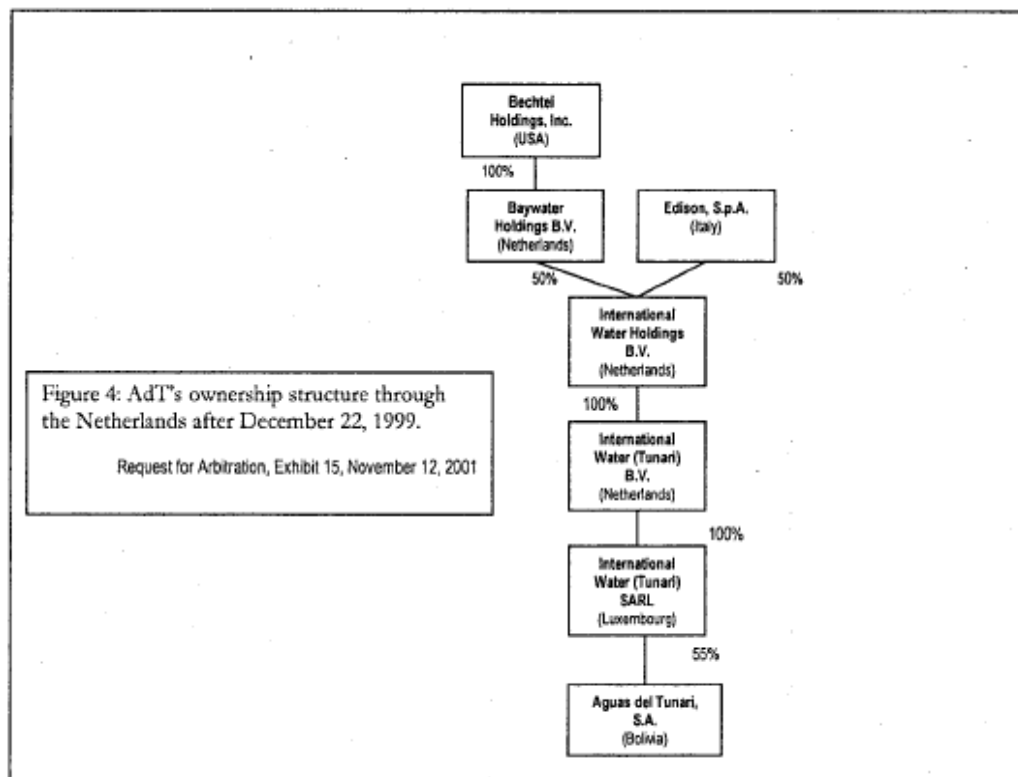 Bechtel
Holdings, Inc.
(USA)
100%
Baywater
Holdings B.V.
(Netherlands)
Edison, S.p.A.
(Italy)
50%
50%
International
Water Holdings
B.V.
(Netherlands)
100%
Figure 4: AdT's ownership structure through
the Netherlands after December 22, 1999.
Request for Arbitration, Exhibit 15, November 12, 2001
International
Water (Tunari)
B.V.
(Netherlands)
100%
International
Water (Tunari)
SARL
(Luxembourg)
55%
Aguas del Tunari,
S.A.
(Bolivia)